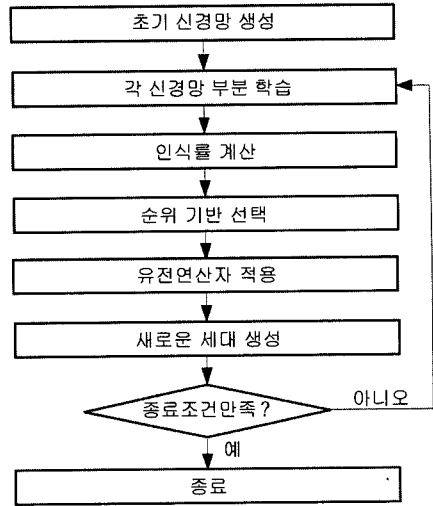 초기 신경망 생성
각 신경망 부분 학습
인식률 계산
순위 기반 선택
유전연산자 적용
새로운 세대 생성
종료조건만족?
아니오
예
종료